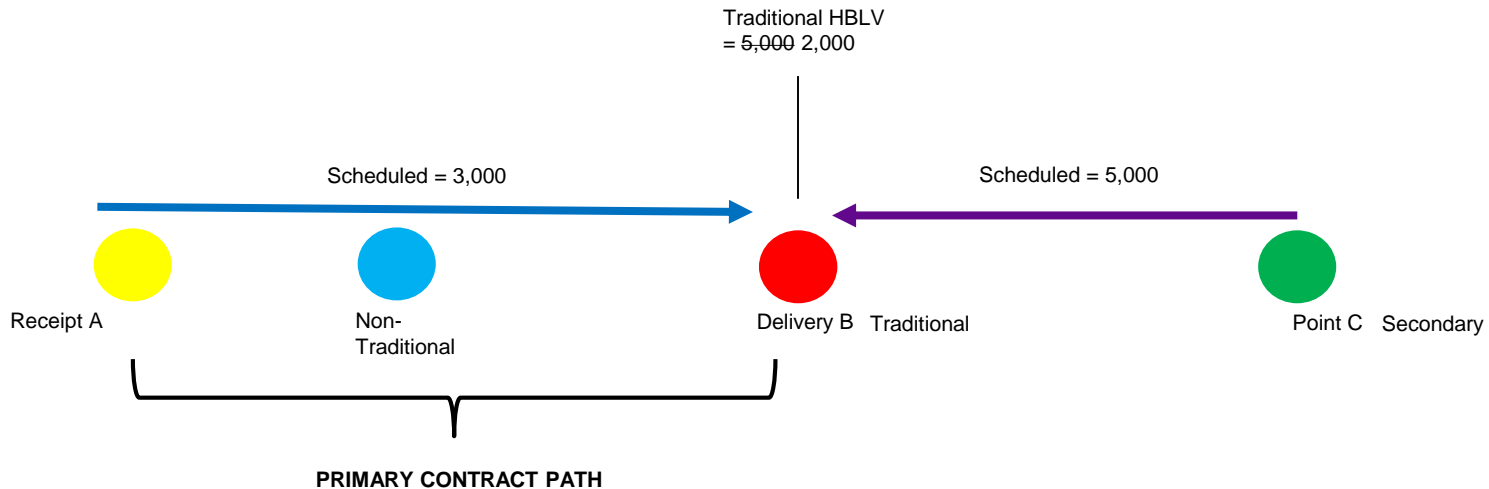 Traditional HBLV
= 5,000 2,000
Scheduled = 3,000
Scheduled = 5,000
Receipt A
Non-
Traditional
Delivery B
Traditional
Point C
Secondary
PRIMARY CONTRACT PATH